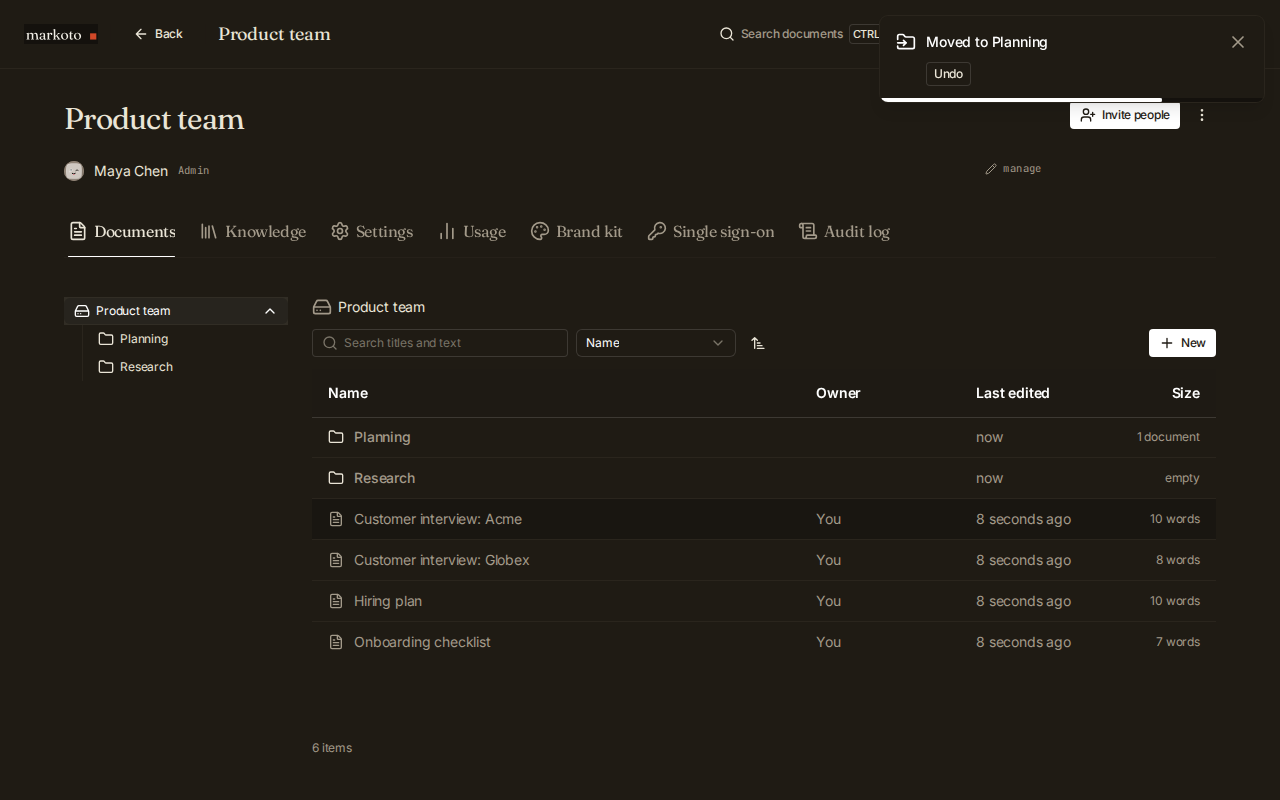 markoto
Back
Product team
Search documents CTRL
Moved to Planning
Undo
Product team
Invite people
Maya Chen Admin
manage
Documents Knowledge Settings Usage Brand kit Single sign-on Audit log
Product team
Planning
Research
Product team
Search titles and text
Name
New
Name Owner Last edited Size
Planning now 1 document
Research now empty
Customer interview: Acme You 8 seconds ago 10 words
Customer interview: Globex You 8 seconds ago 8 words
Hiring plan You 8 seconds ago 10 words
Onboarding checklist You 8 seconds ago 7 words
6 items